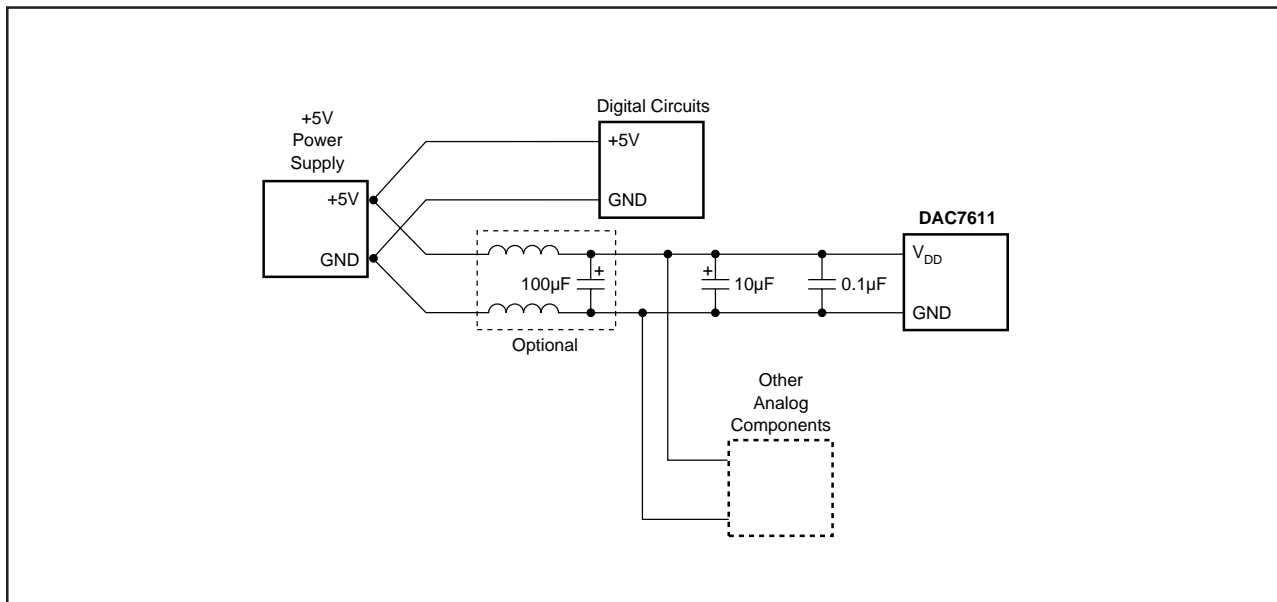 +5V
Power
Supply
+5V
GND
Digital Circuits
+5V
GND
100µF
+
Optional
+
10µF
0.1µF
DAC7611
V_DD
GND
Other
Analog
Components